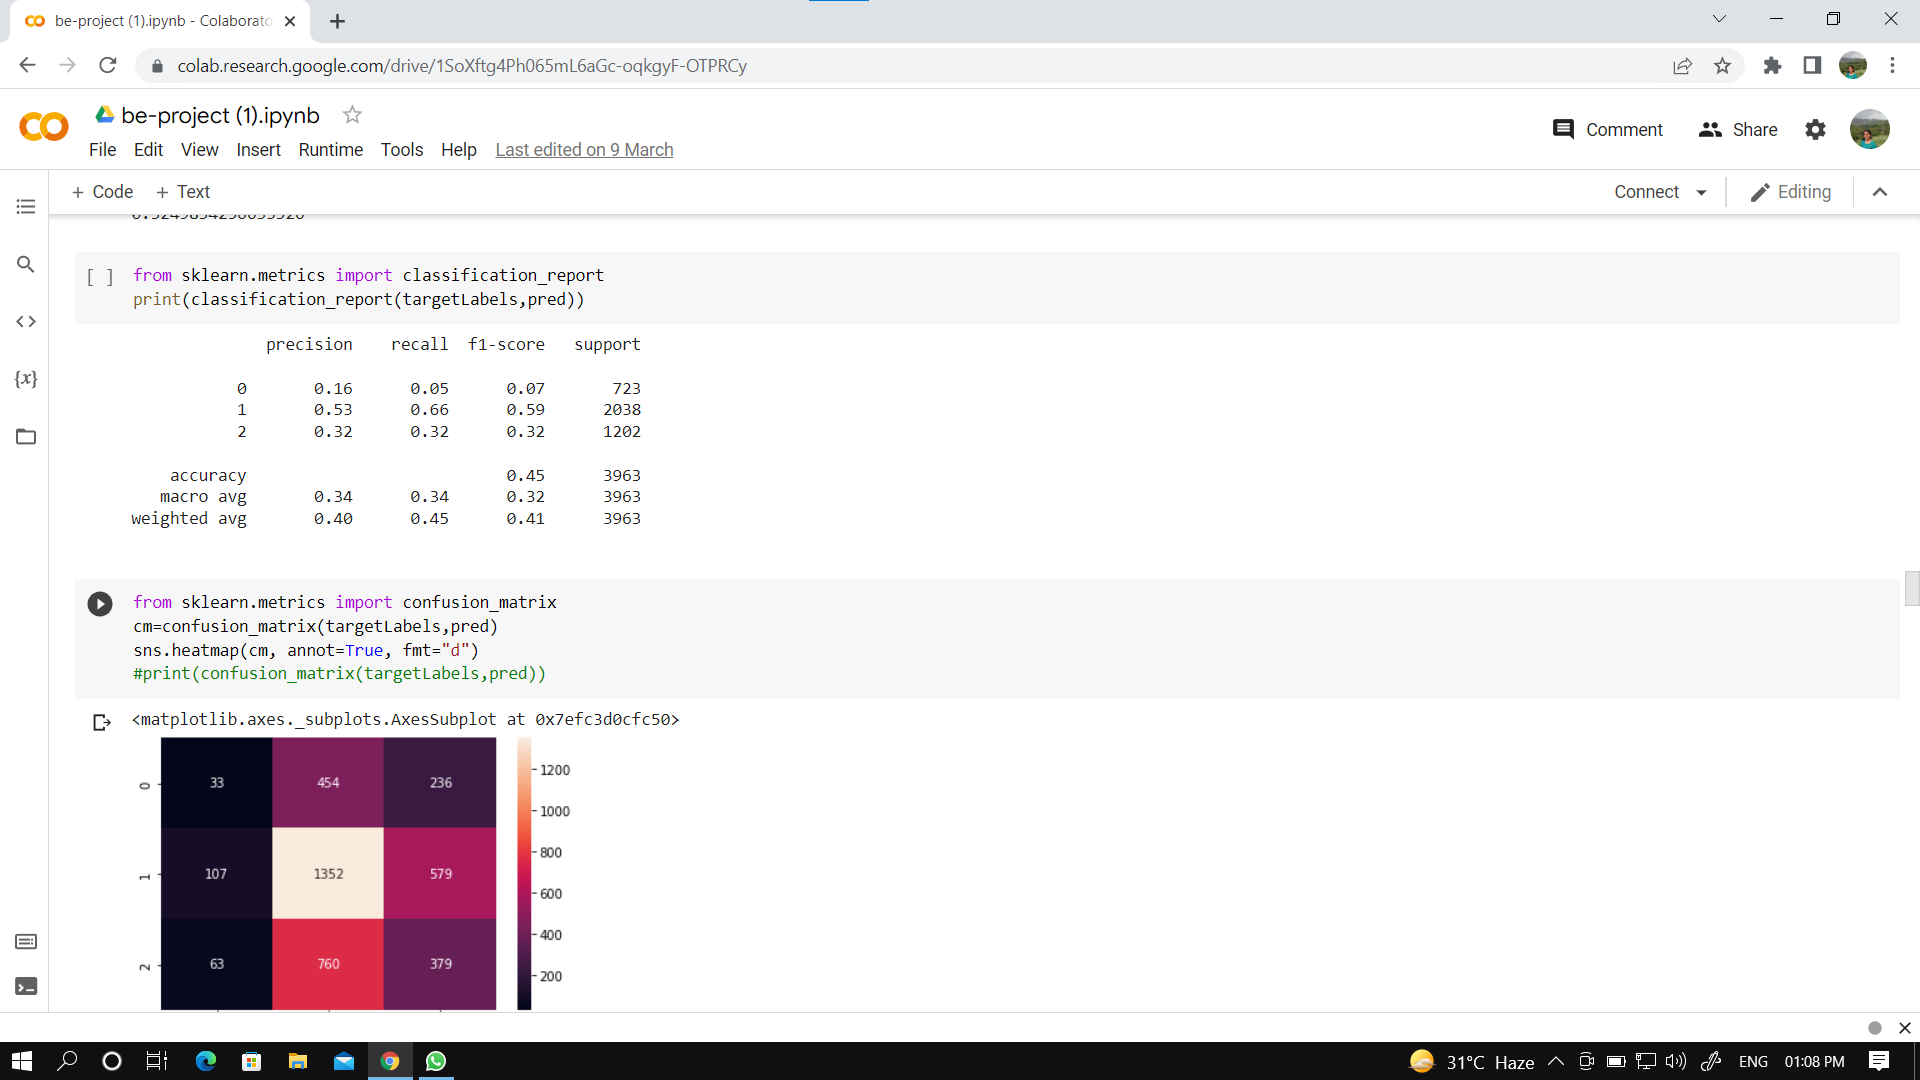 be-project (1).ipynb - Colaborato
colab.research.google.com/drive/1SoXftg4Ph065mL6aGc-oqkgyF-OTPRCy
be-project (1).ipynb
Comment Share
File Edit View Insert Runtime Tools Help Last edited on 9 March
+ Code + Text
Connect Editing
[ ] from sklearn.metrics import classification_report
print(classification_report(targetLabels,pred))
precision recall f1-score support
0 0.16 0.05 0.07 723
1 0.53 0.66 0.59 2038
2 0.32 0.32 0.32 1202
accuracy 0.45 3963
macro avg 0.34 0.34 0.32 3963
weighted avg 0.40 0.45 0.41 3963
{x}
from sklearn.metrics import confusion_matrix
cm=confusion_matrix(targetLabels,pred)
sns.heatmap(cm, annot=True, fmt="d")
#print(confusion_matrix(targetLabels,pred))
<matplotlib.axes._subplots.AxesSubplot at 0x7efc3d0cfc50>
0 33 454 236
1 107 1352 579
2 63 760 379
1200
1000
800
600
400
200
31°C Haze ENG 01:08 PM